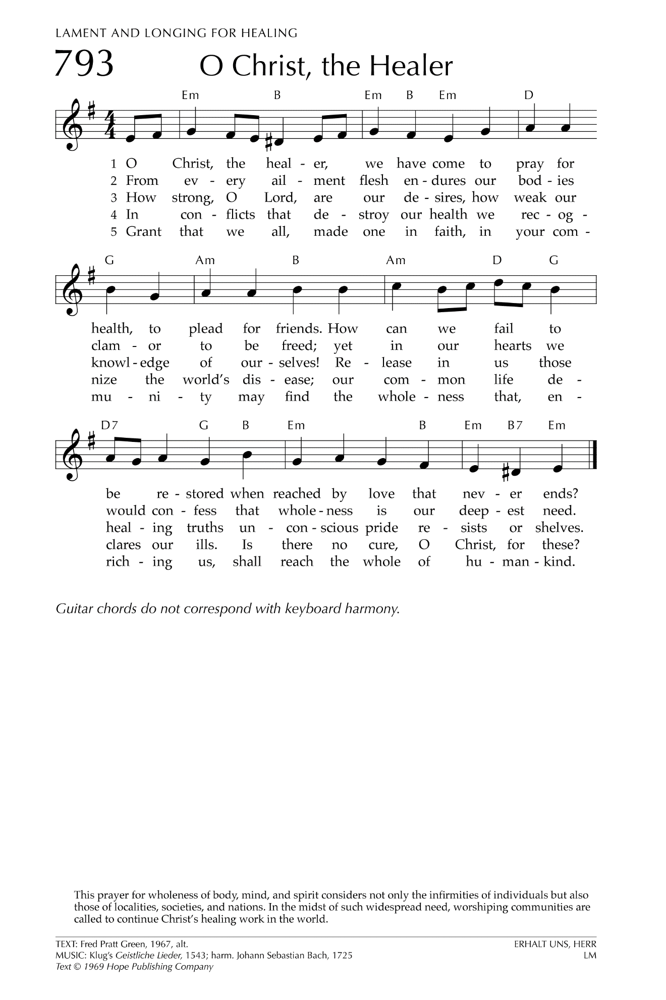 LAMENT AND LONGING FOR HEALING
793 O Christ, the Healer
Em B Em B Em D
1 O Christ, the heal - er, we have come to pray for
2 From ev - ery ail - ment flesh en - dures our bod - ies
3 How strong, O Lord, are our de - sires, how weak our
4 In con - flicts that de - stroy our health we rec - og -
5 Grant that we all, made one in faith, in your com -
G Am B Am D G
health, to plead for friends. How can we fail to
clam - or to be freed; yet in our hearts we
knowl - edge of our - selves! Re - lease in us those
nize the world's dis - ease; our com - mon life de -
mu - ni - ty may find the whole - ness that, en -
D7 G B Em B Em B7 Em
be re - stored when reached by love that nev - er ends?
would con - fess that whole - ness is our deep - est need.
heal - ing truths un - con - scious pride re - sists or shelves.
clares our ills. Is there no cure, O Christ, for these?
rich - ing us, shall reach the whole of hu - man - kind.
Guitar chords do not correspond with keyboard harmony.
This prayer for wholeness of body, mind, and spirit considers not only the infirmities of individuals but also
those of localities, societies, and nations. In the midst of such widespread need, worshiping communities are
called to continue Christ's healing work in the world.
TEXT: Fred Pratt Green, 1967, alt. ERHALT UNS, HERR
MUSIC: Klug's Geistliche Lieder, 1543; harm. Johann Sebastian Bach, 1725 LM
Text © 1969 Hope Publishing Company